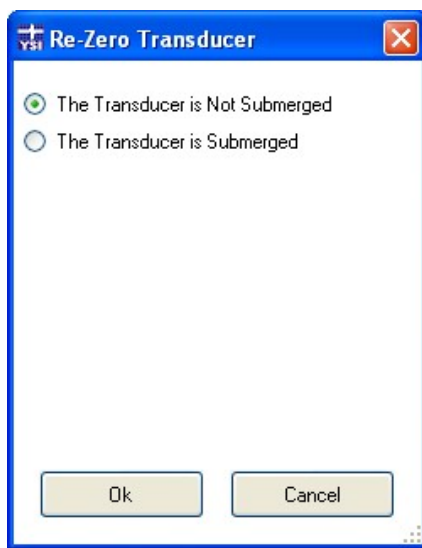 YSI Re-Zero Transducer
The Transducer is Not Submerged
The Transducer is Submerged
Ok Cancel